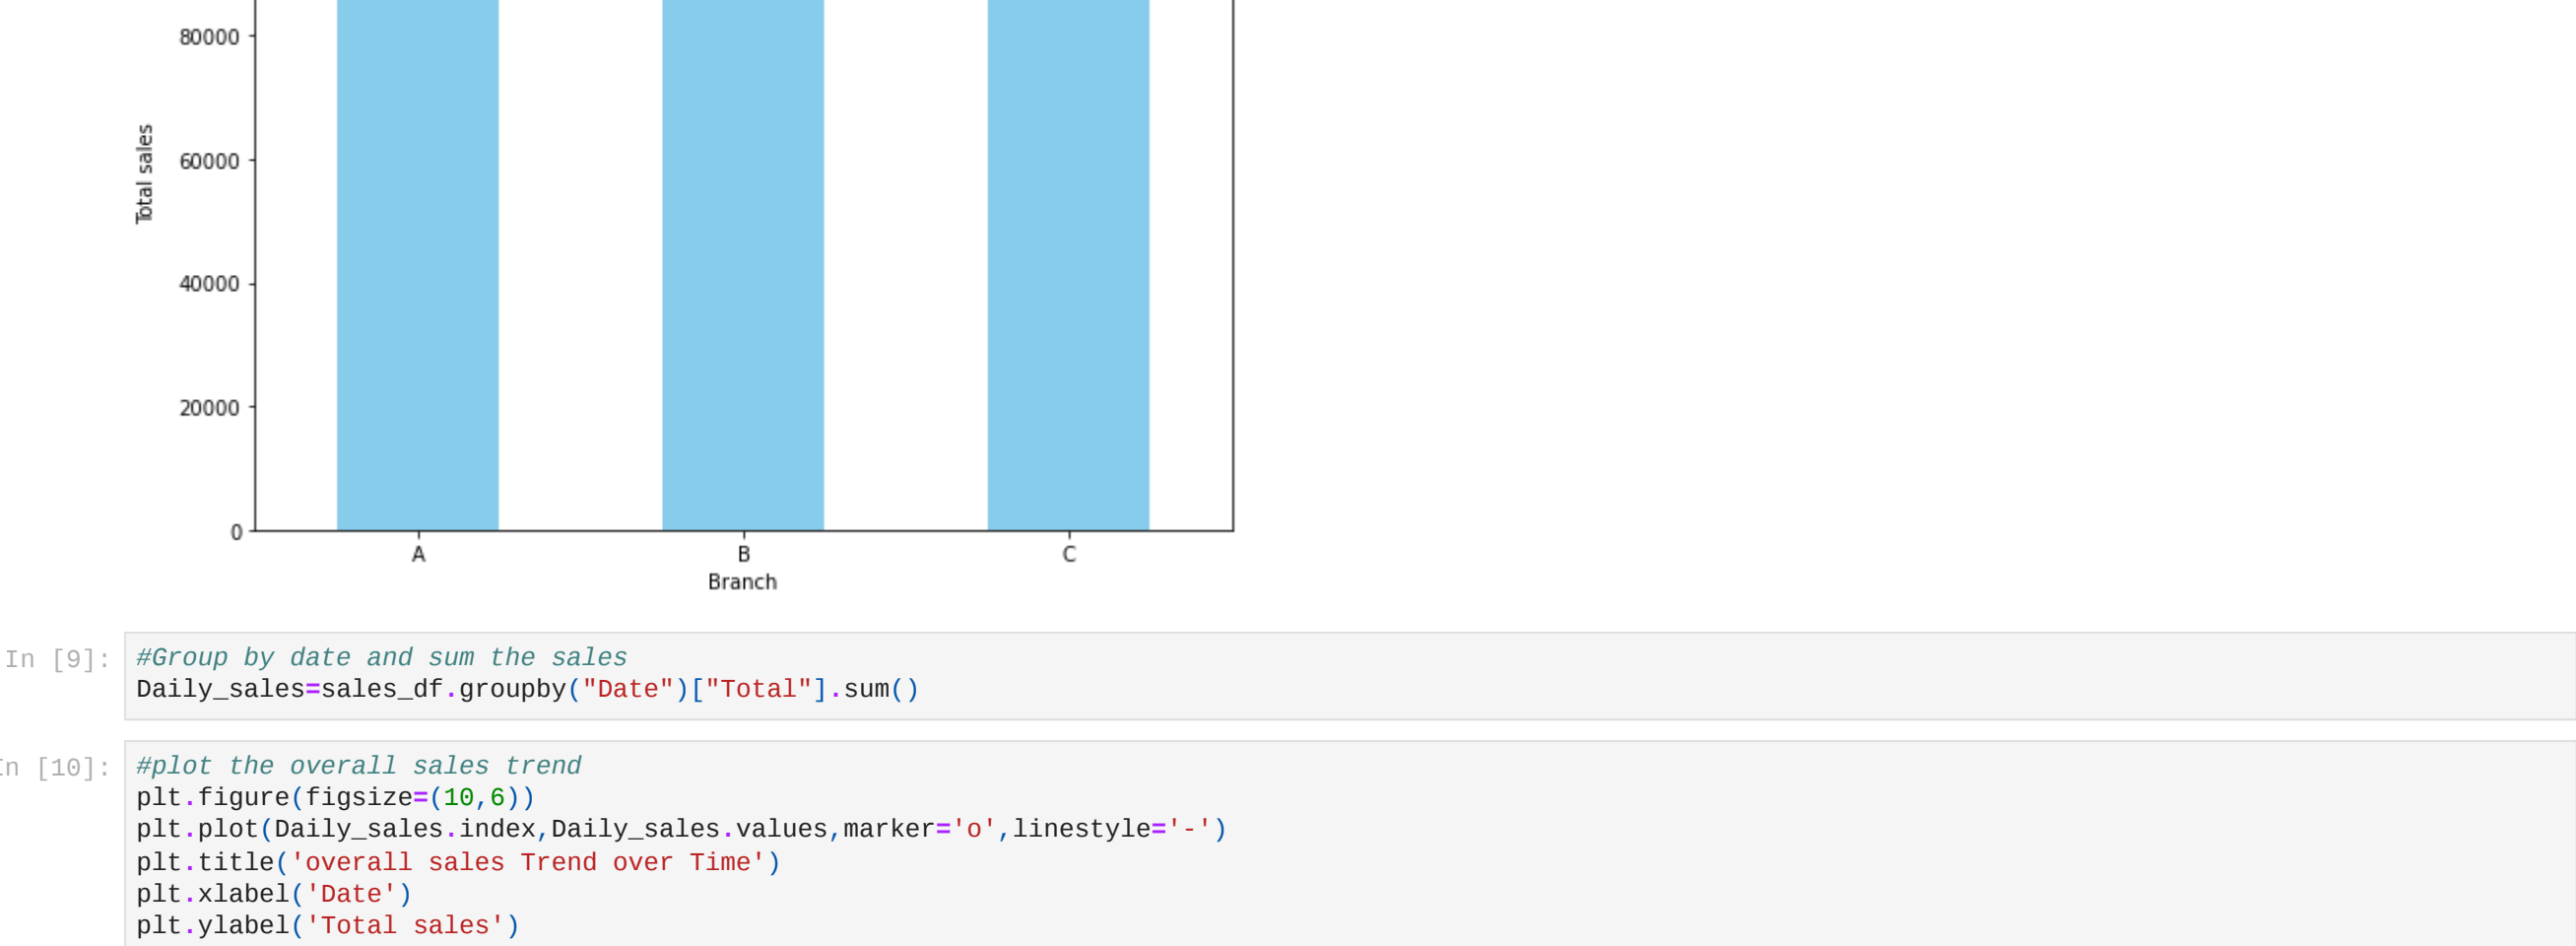 80000
60000
40000
20000
0
Total sales
A B C
Branch
In [9]:
#Group by date and sum the sales
Daily_sales=sales_df.groupby("Date")["Total"].sum()
In [10]:
#plot the overall sales trend
plt.figure(figsize=(10,6))
plt.plot(Daily_sales.index,Daily_sales.values,marker='o',linestyle='-')
plt.title('overall sales Trend over Time')
plt.xlabel('Date')
plt.ylabel('Total sales')